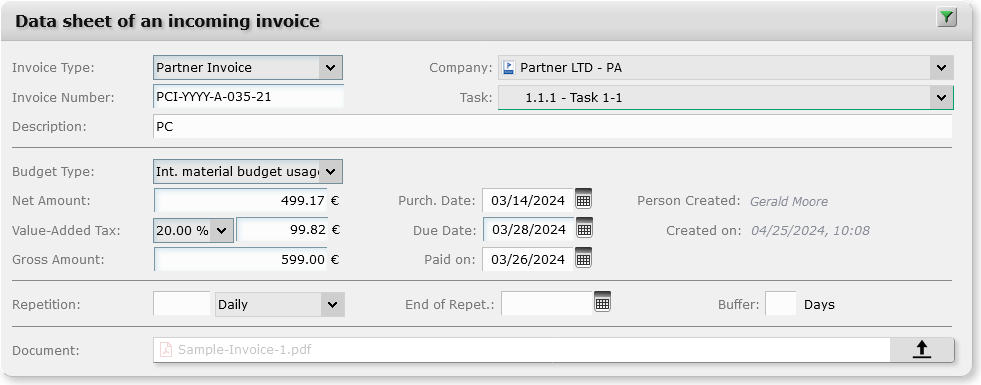 Data sheet of an incoming invoice
Invoice Type: Partner Invoice Company: Partner LTD - PA
Invoice Number: PCI-YYYY-A-035-21 Task: 1.1.1 - Task 1-1
Description: PC
Budget Type: Int. material budget usag
Net Amount: 499.17 € Purch. Date: 03/14/2024 Person Created: Gerald Moore
Value-Added Tax: 20.00 % 99.82 € Due Date: 03/28/2024 Created on: 04/25/2024, 10:08
Gross Amount: 599.00 € Paid on: 03/26/2024
Repetition: Daily End of Repet.: Buffer: Days
Document: Sample-Invoice-1.pdf